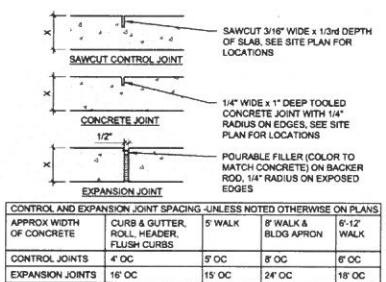 X
SAWCUT 3/16" WIDE x 1/3rd DEPTH
OF SLAB, SEE SITE PLAN FOR
LOCATIONS
SAWCUT CONTROL JOINT
X
1/4" WIDE x 1" DEEP TOOLED
CONCRETE JOINT WITH 1/4"
RADIUS ON EDGES, SEE SITE
PLAN FOR LOCATIONS
CONCRETE JOINT
1/2"
X
POURABLE FILLER (COLOR TO
MATCH CONCRETE) ON BACKER
ROD, 1/4" RADIUS ON EXPOSED
EDGES
EXPANSION JOINT
CONTROL AND EXPANSION JOINT SPACING -UNLESS NOTED OTHERWISE ON PLANS
APPROX WIDTH OF CONCRETE
CURB & GUTTER, ROLL, HEADER, FLUSH CURBS
5' WALK
8' WALK & BLDG APRON
6'-12' WALK
CONTROL JOINTS 4' OC 5' OC 8' OC 6' OC
EXPANSION JOINTS 16' OC 15' OC 24' OC 18' OC